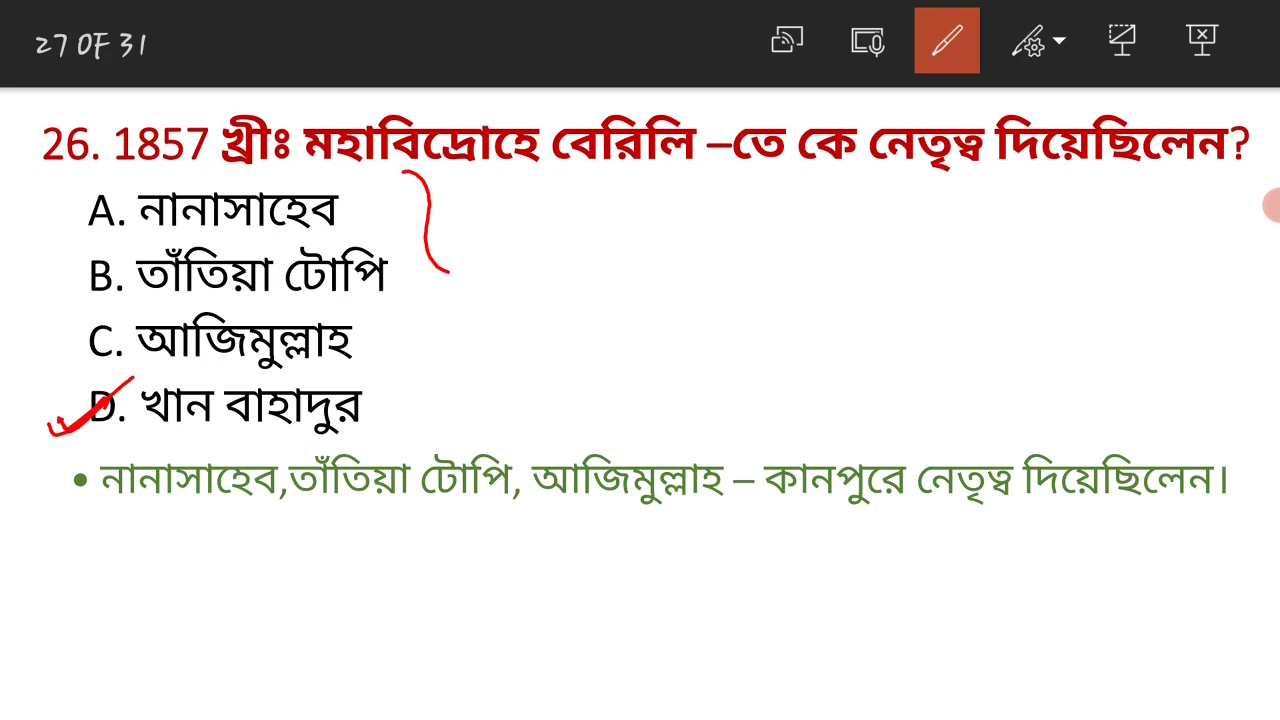 27 OF 31
26. 1857 খ্রীঃ মহাবিদ্রোহে বেরিলি –তে কে নেতৃত্ব দিয়েছিলেন?
A. নানাসাহেব
B. তাঁতিয়া টোপি
C. আজিমুল্লাহ
D. খান বাহাদুর
• নানাসাহেব,তাঁতিয়া টোপি, আজিমুল্লাহ – কানপুরে নেতৃত্ব দিয়েছিলেন।